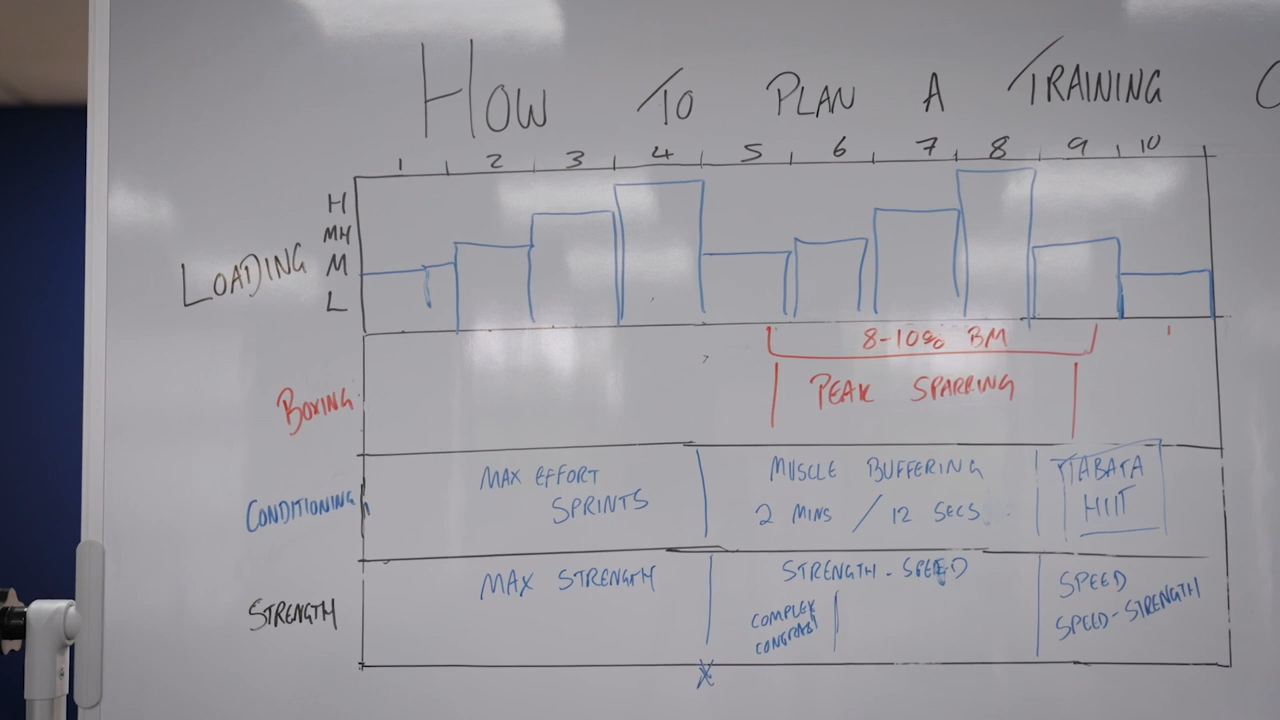 HOW TO PLAN A TRAINING C
1 2 3 4 5 6 7 8 9 10
LOADING
H
MH
M
L
8-10% BM
BOXING
PEAK SPARRING
CONDITIONING
MAX EFFORT
SPRINTS
MUSCLE BUFFERING
2 MINS / 12 SECS
TABATA
HIIT
STRENGTH
MAX STRENGTH
STRENGTH - SPEED
COMPLEX
CONTRAST
SPEED
SPEED-STRENGTH
X